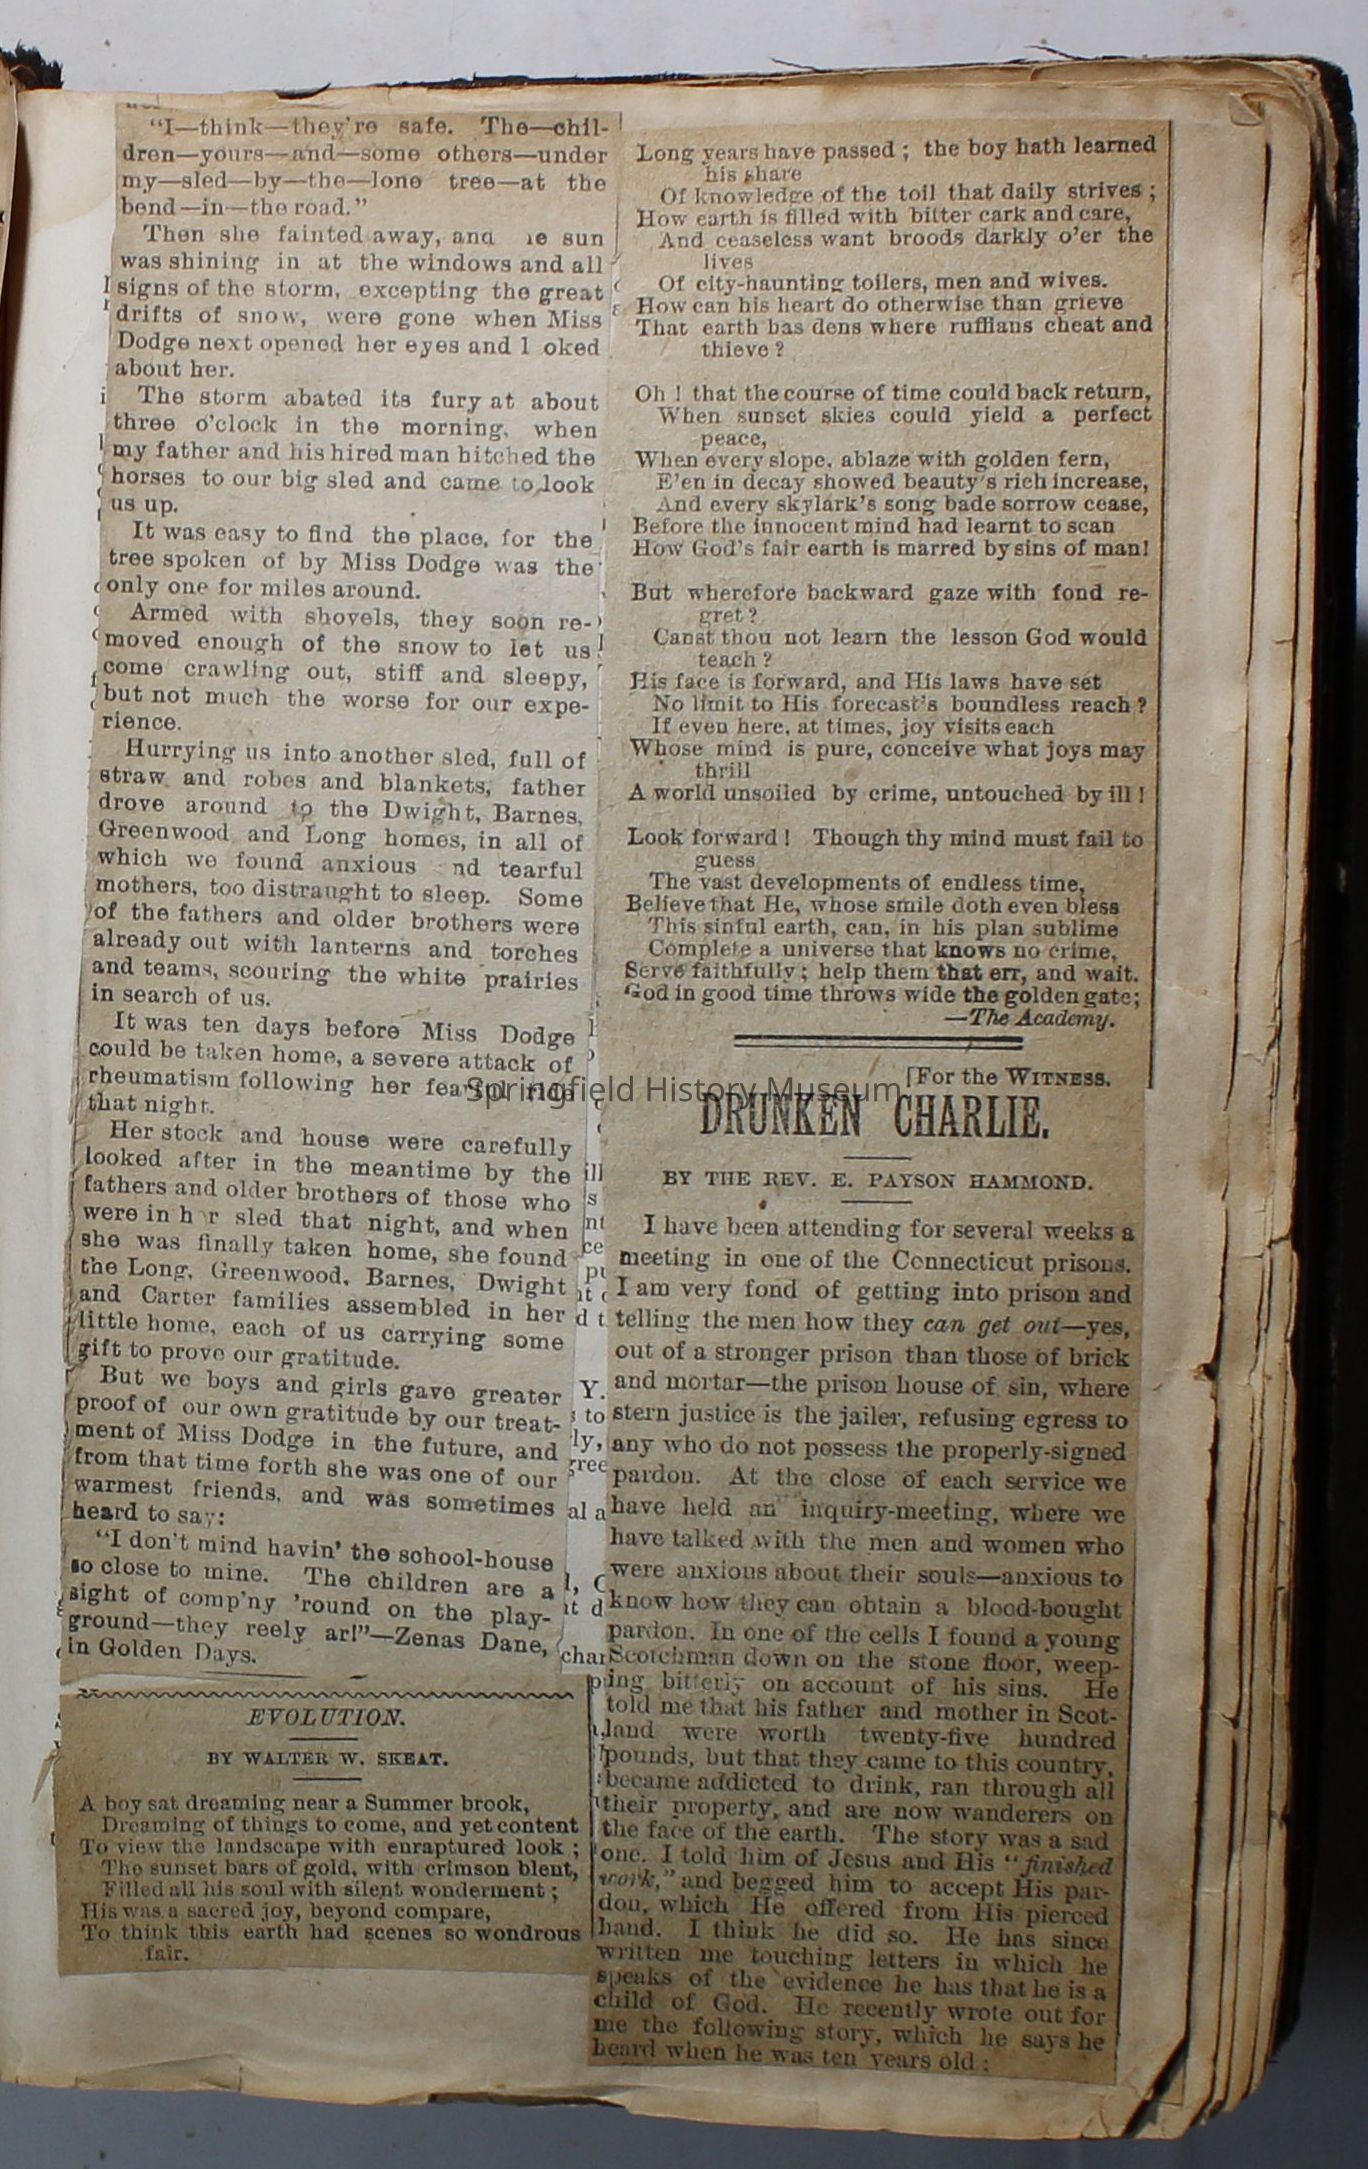 "I—think—they're safe. The—chil-
dren—yours—and—some others—under
my—sled—by—the—lone tree—at the
bend—in—the road."
Then she fainted away, and ie sun
was shining in at the windows and all
signs of the storm, excepting the great
drifts of snow, were gone when Miss
Dodge next opened her eyes and l oked
about her.
The storm abated its fury at about
three o'clock in the morning, when
my father and his hired man hitched the
horses to our big sled and came to look
us up.
It was easy to find the place, for the
tree spoken of by Miss Dodge was the
only one for miles around.
Armed with shovels, they soon re-
moved enough of the snow to let us
come crawling out, stiff and sleepy,
but not much the worse for our expe-
rience.
Hurrying us into another sled, full of
straw and robes and blankets, father
drove around to the Dwight, Barnes,
Greenwood and Long homes, in all of
which we found anxious nd tearful
mothers, too distraught to sleep. Some
of the fathers and older brothers were
already out with lanterns and torches
and teams, scouring the white prairies
in search of us.
It was ten days before Miss Dodge
could be taken home, a severe attack of
rheumatism following her fearful ride
that night.
Her stock and house were carefully
looked after in the meantime by the
fathers and older brothers of those who
were in h r sled that night, and when
she was finally taken home, she found
the Long, Greenwood, Barnes, Dwight
and Carter families assembled in her
little home, each of us carrying some
gift to prove our gratitude.
But we boys and girls gave greater
proof of our own gratitude by our treat-
ment of Miss Dodge in the future, and
from that time forth she was one of our
warmest friends, and was sometimes
heard to say:
"I don't mind havin' the school-house
so close to mine. The children are a
sight of comp'ny 'round on the play-
ground—they reely ar!"—Zenas Dane,
in Golden Days.
EVOLUTION.
BY WALTER W. SKEAT.
A boy sat dreaming near a Summer brook,
Dreaming of things to come, and yet content
To view the landscape with enraptured look;
The sunset bars of gold, with crimson blent,
Filled all his soul with silent wonderment;
His was a sacred joy, beyond compare,
To think this earth had scenes so wondrous
fair.
Long years have passed; the boy hath learned
his share
Of knowledge of the toil that daily strives;
How earth is filled with bitter cark and care,
And ceaseless want broods darkly o'er the
lives
Of city-haunting toilers, men and wives.
How can his heart do otherwise than grieve
That earth has dens where ruffians cheat and
thieve?
Oh! that the course of time could back return,
When sunset skies could yield a perfect
peace,
When every slope, ablaze with golden fern,
E'en in decay showed beauty's rich increase,
And every skylark's song bade sorrow cease,
Before the innocent mind had learnt to scan
How God's fair earth is marred by sins of man!
But wherefore backward gaze with fond re-
gret?
Canst thou not learn the lesson God would
teach?
His face is forward, and His laws have set
No limit to His forecast's boundless reach?
If even here, at times, joy visits each
Whose mind is pure, conceive what joys may
thrill
A world unsoiled by crime, untouched by ill!
Look forward! Though thy mind must fail to
guess
The vast developments of endless time,
Believe that He, whose smile doth even bless
This sinful earth, can, in his plan sublime
Complete a universe that knows no crime,
Serve faithfully; help them that err, and wait.
God in good time throws wide the golden gate;
—The Academy.
[For the WITNESS.
DRUNKEN CHARLIE.
BY THE REV. E. PAYSON HAMMOND.
I have been attending for several weeks a
meeting in one of the Connecticut prisons.
I am very fond of getting into prison and
telling the men how they can get out—yes,
out of a stronger prison than those of brick
and mortar—the prison house of sin, where
stern justice is the jailer, refusing egress to
any who do not possess the properly-signed
pardon. At the close of each service we
have held an inquiry-meeting, where we
have talked with the men and women who
were anxious about their souls—anxious to
know how they can obtain a blood-bought
pardon. In one of the cells I found a young
Scotchman down on the stone floor, weep-
ing bitterly on account of his sins. He
told me that his father and mother in Scot-
land were worth twenty-five hundred
pounds, but that they came to this country,
became addicted to drink, ran through all
their property, and are now wanderers on
the face of the earth. The story was a sad
one. I told him of Jesus and His "finished
work," and begged him to accept His par-
don, which He offered from His pierced
hand. I think he did so. He has since
written me touching letters in which he
speaks of the evidence he has that he is a
child of God. He recently wrote out for
me the following story, which he says he
heard when he was ten years old:
Springfield History Museum